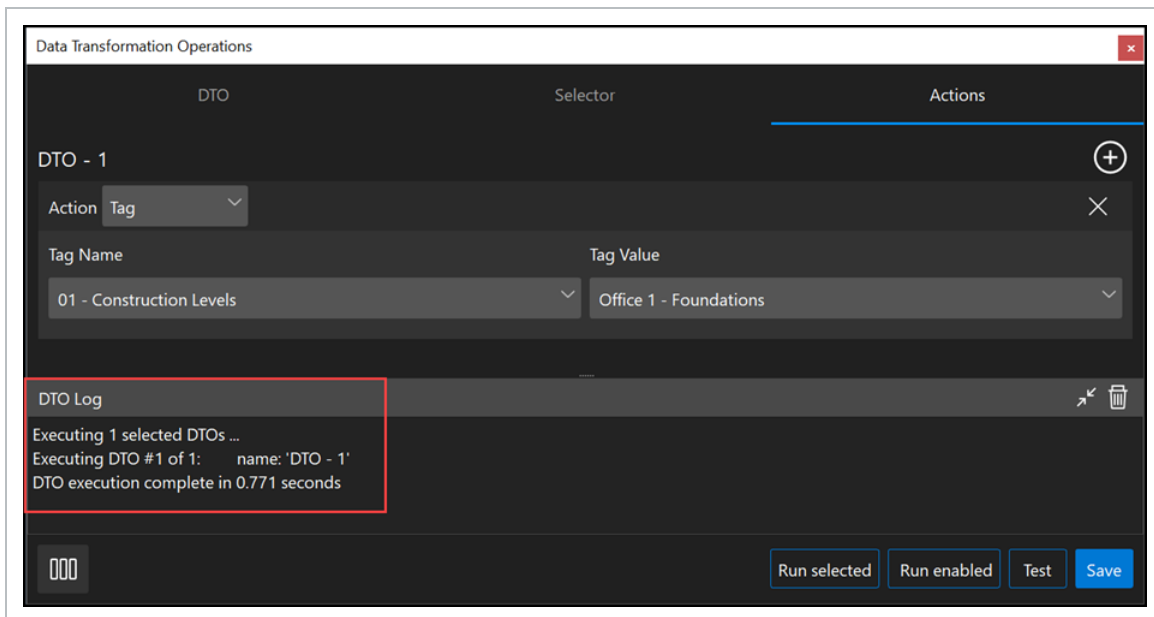 Data Transformation Operations
DTO Selector Actions
DTO - 1
Action Tag
Tag Name Tag Value
01 - Construction Levels Office 1 - Foundations
DTO Log
Executing 1 selected DTOs ...
Executing DTO #1 of 1: name: 'DTO - 1'
DTO execution complete in 0.771 seconds
Run selected Run enabled Test Save